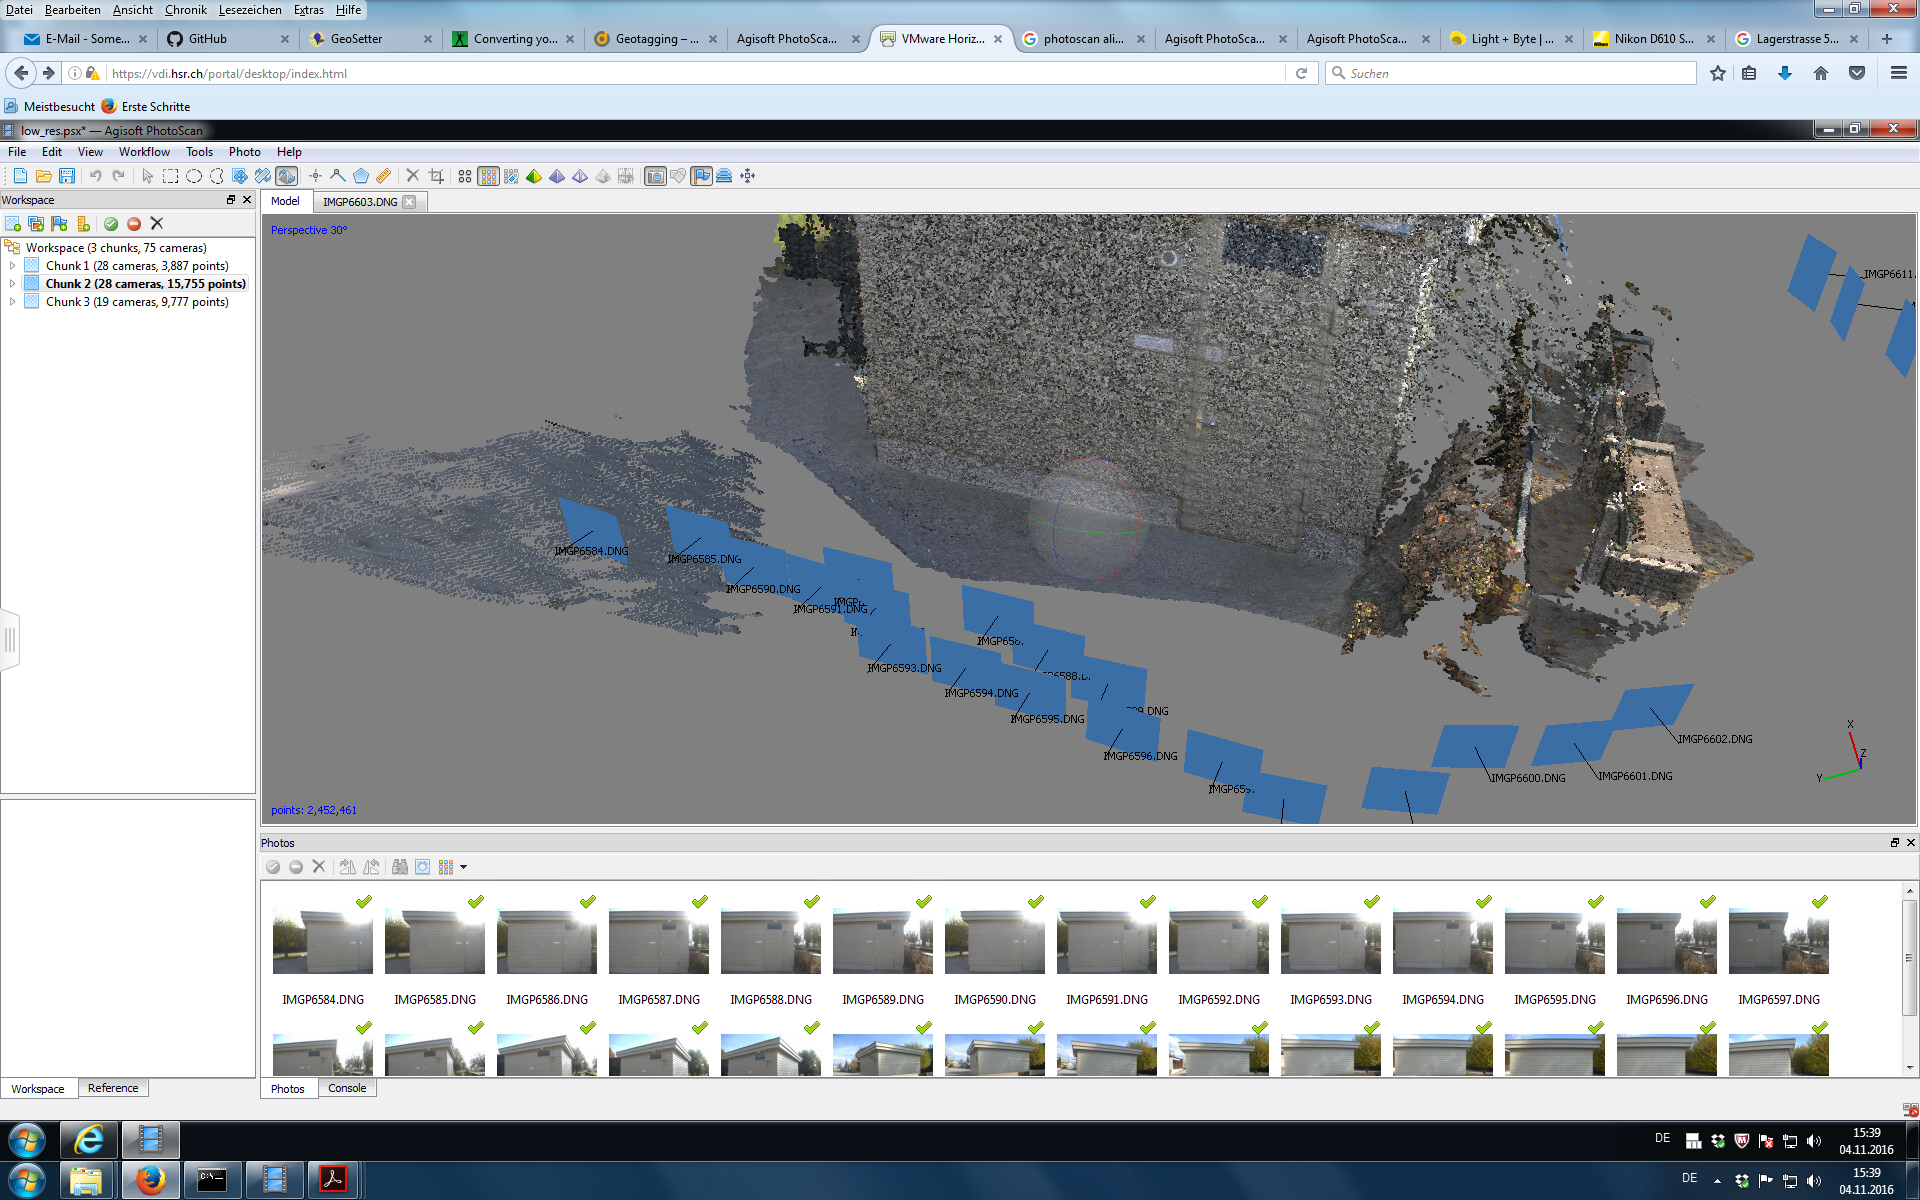 Datei Bearbeiten Ansicht Chronik Lesezeichen Extras Hilfe
E-Mail - Some... GitHub GeoSetter Converting yo... Geotagging – ... Agisoft PhotoSca... VMware Horiz... photoscan ali... Agisoft PhotoSca... Agisoft PhotoSca... Light + Byte | ... Nikon D610 S... Lagerstrasse 5...
https://vdi.hsr.ch/portal/desktop/index.html
Suchen
Meistbesucht Erste Schritte
low_res.psx* — Agisoft PhotoScan
File Edit View Workflow Tools Photo Help
Workspace
Model IMGP6603.DNG
Workspace (3 chunks, 75 cameras)
Chunk 1 (28 cameras, 3,887 points)
Chunk 2 (28 cameras, 15,755 points)
Chunk 3 (19 cameras, 9,777 points)
Perspective 30°
IMGP6611.
IMGP6584.DNG
IMGP6585.DNG
IMGP6590.DNG
IMGP6591.DNG
IMGP6593.DNG
IMGP6594.DNG
IMGP6595.DNG
IMGP6596.DNG
IMGP6600.DNG
IMGP6601.DNG
IMGP6602.DNG
X
Y
Z
points: 2,452,461
Photos
IMGP6584.DNG IMGP6585.DNG IMGP6586.DNG IMGP6587.DNG IMGP6588.DNG IMGP6589.DNG IMGP6590.DNG IMGP6591.DNG IMGP6592.DNG IMGP6593.DNG IMGP6594.DNG IMGP6595.DNG IMGP6596.DNG IMGP6597.DNG
Workspace Reference
Photos Console
DE 15:39
04.11.2016
DE 15:39
04.11.2016